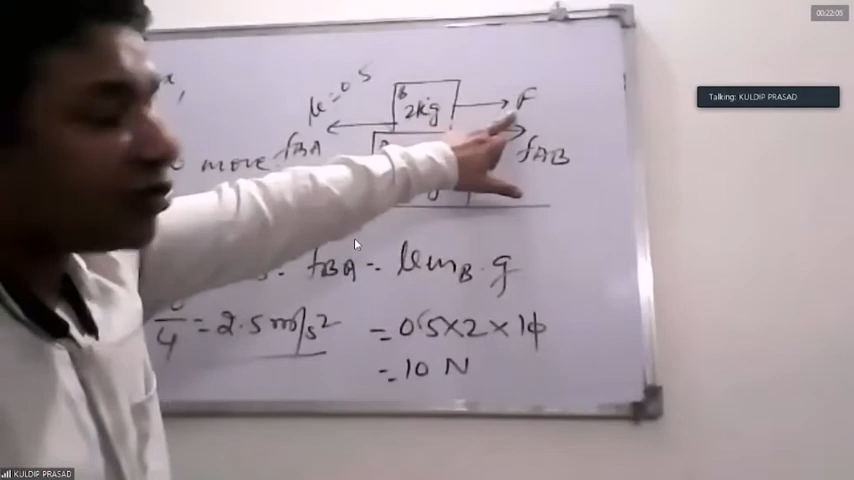 00:22:05
x,
μ=0.5
B
2kg
F
Talking: KULDIP PRASAD
move
fBA
fAB
fBA = μmB.g
4 = 2.5 m/s²
= 0.5×2×10
= 10 N
KULDIP PRASAD